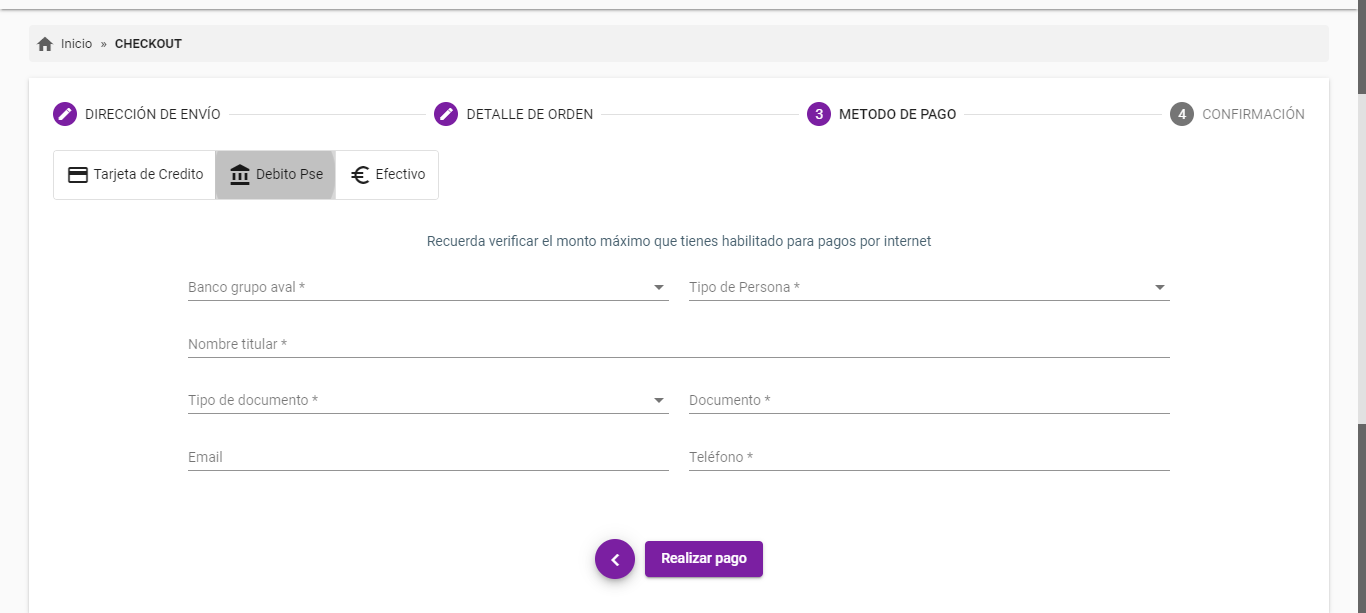 Inicio » CHECKOUT
DIRECCIÓN DE ENVÍO DETALLE DE ORDEN 3 METODO DE PAGO 4 CONFIRMACIÓN
Tarjeta de Credito Debito Pse Efectivo
Recuerda verificar el monto máximo que tienes habilitado para pagos por internet
Banco grupo aval * Tipo de Persona *
Nombre titular *
Tipo de documento * Documento *
Email Teléfono *
Realizar pago